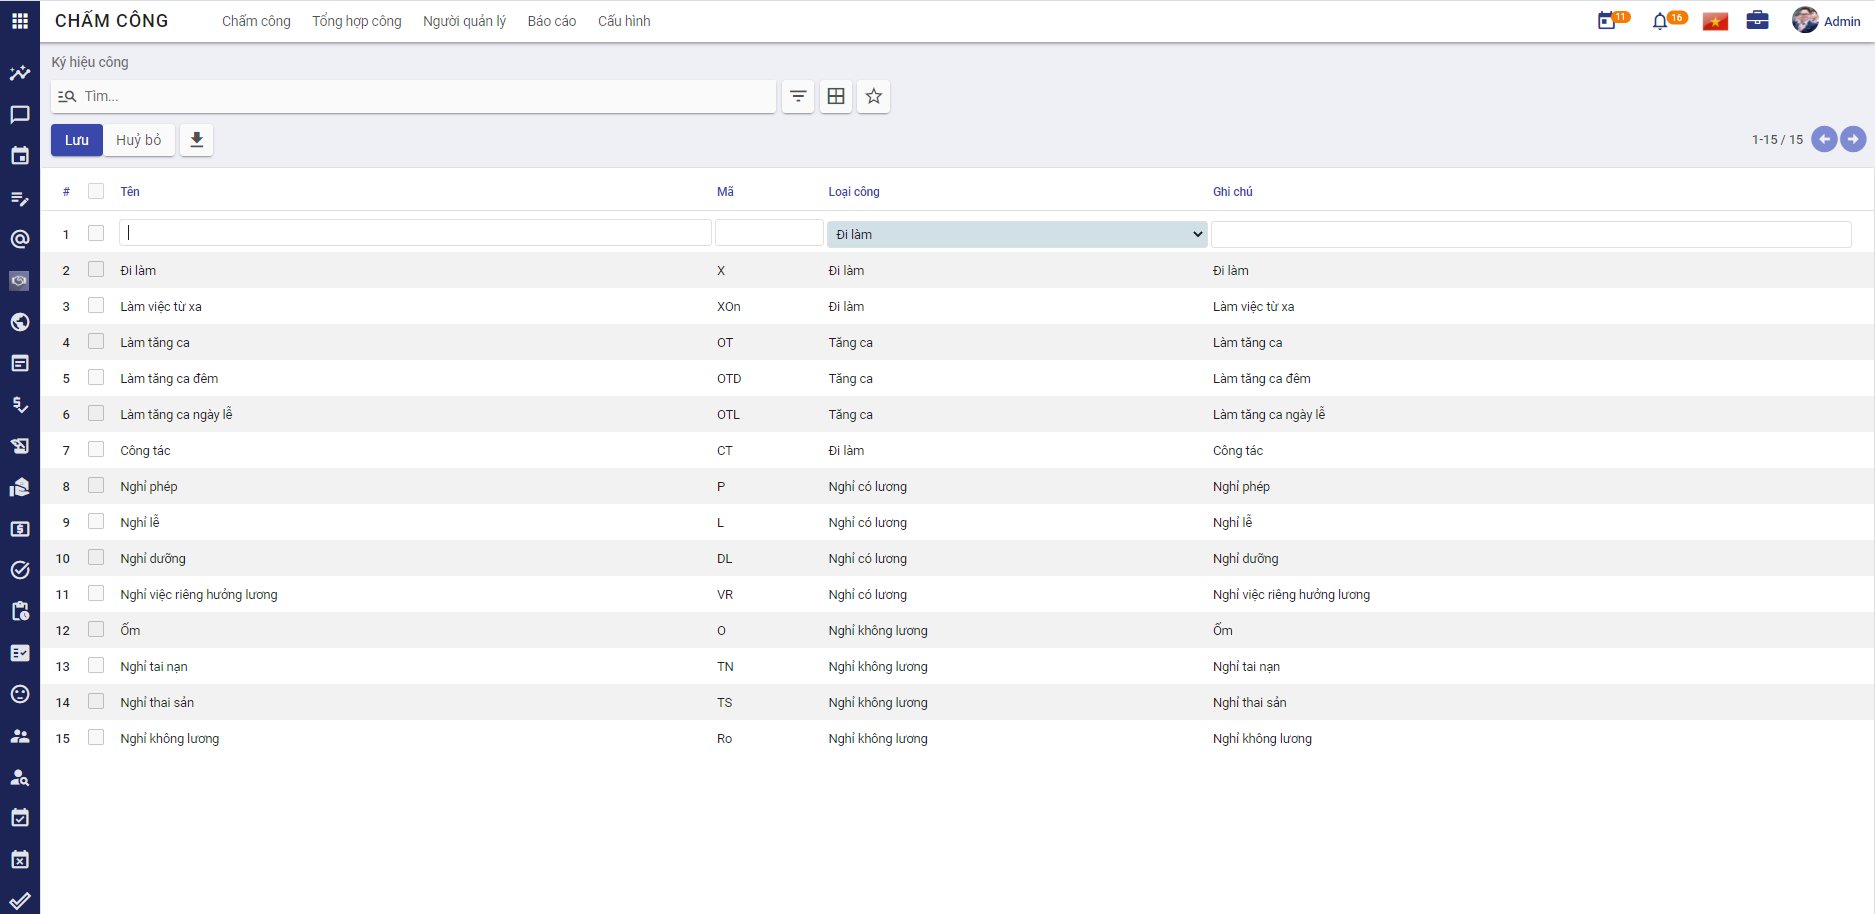 CHẤM CÔNG Chấm công Tổng hợp công Người quản lý Báo cáo Cấu hình 11 16 Admin
Ký hiệu công
Tìm...
Lưu Huỷ bỏ 1-15 / 15
# Tên Mã Loại công Ghi chú
1 Đi làm
2 Đi làm X Đi làm Đi làm
3 Làm việc từ xa XOn Đi làm Làm việc từ xa
4 Làm tăng ca OT Tăng ca Làm tăng ca
5 Làm tăng ca đêm OTD Tăng ca Làm tăng ca đêm
6 Làm tăng ca ngày lễ OTL Tăng ca Làm tăng ca ngày lễ
7 Công tác CT Đi làm Công tác
8 Nghỉ phép P Nghỉ có lương Nghỉ phép
9 Nghỉ lễ L Nghỉ có lương Nghỉ lễ
10 Nghỉ dưỡng DL Nghỉ có lương Nghỉ dưỡng
11 Nghỉ việc riêng hưởng lương VR Nghỉ có lương Nghỉ việc riêng hưởng lương
12 Ốm O Nghỉ không lương Ốm
13 Nghỉ tai nạn TN Nghỉ không lương Nghỉ tai nạn
14 Nghỉ thai sản TS Nghỉ không lương Nghỉ thai sản
15 Nghỉ không lương Ro Nghỉ không lương Nghỉ không lương